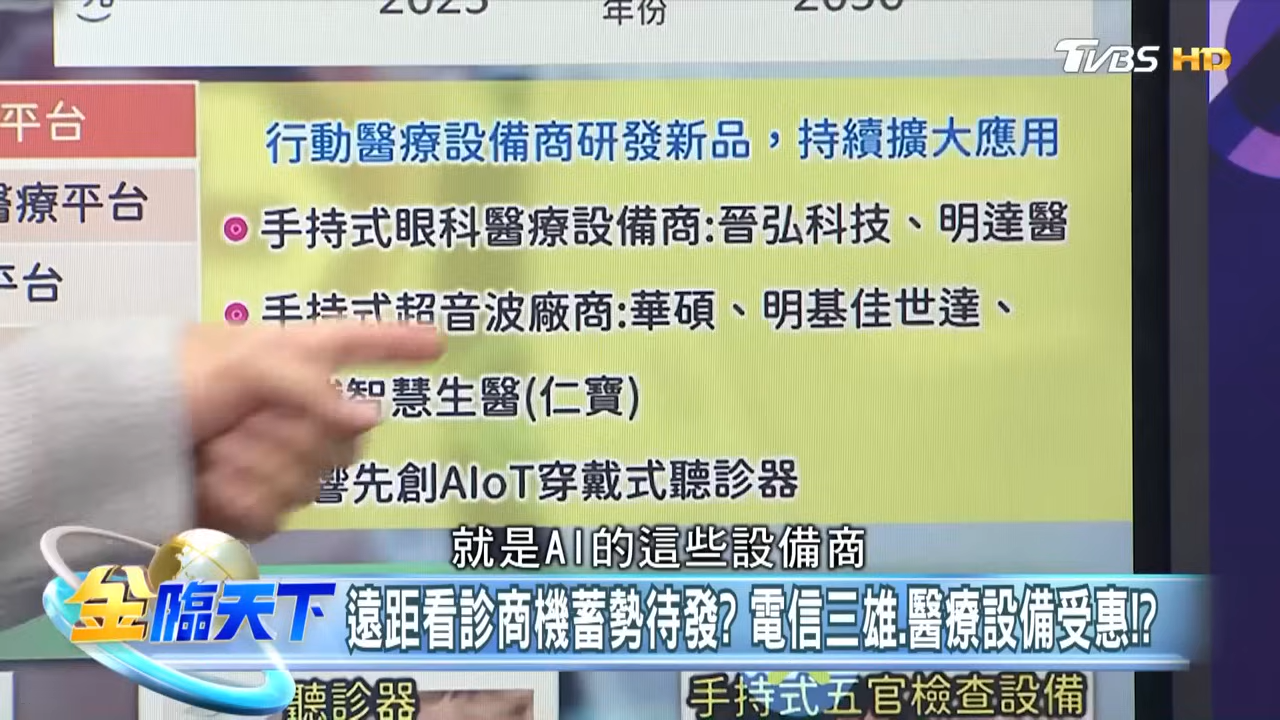 年份
TVBS HD
平台
行動醫療設備商研發新品，持續擴大應用
醫療平台
手持式眼科醫療設備商:晉弘科技、明達醫
平台
手持式超音波廠商:華碩、明基佳世達、
智慧生醫(仁寶)
響先創AIoT穿戴式聽診器
就是AI的這些設備商
金臨天下
遠距看診商機蓄勢待發? 電信三雄.醫療設備受惠!?
聽診器
手持式五官檢查設備